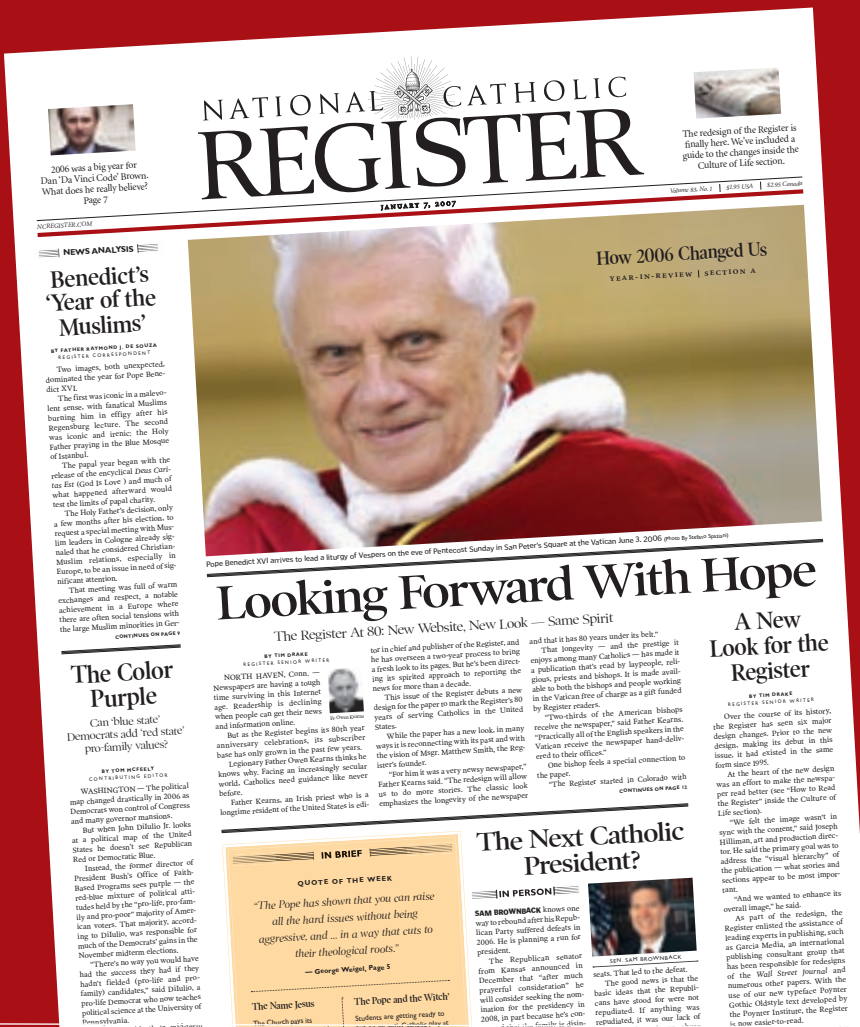 NATIONAL CATHOLIC
REGISTER
2006 was a big year for
Dan 'Da Vinci Code' Brown.
What does he really believe?
Page 7
The redesign of the Register is
finally here. We've included a
guide to the changes inside the
Culture of Life section.
NCREGISTER.COM
JANUARY 7, 2007
Volume 83, No. 1 | $1.95 USA | $2.95 Canada
NEWS ANALYSIS
Benedict's
'Year of the
Muslims'
BY FATHER RAYMOND J. DE SOUZA
REGISTER CORRESPONDENT
Two images, both unexpected,
dominated the year for Pope Bene-
dict XVI.
The first was iconic in a malevo-
lent sense, with fanatical Muslims
burning him in effigy after his
Regensburg lecture. The second
was iconic and irenic: the Holy
Father praying in the Blue Mosque
of Istanbul.
The papal year began with the
release of the encyclical Deus Cari-
tas Est (God Is Love) and much of
what happened afterward would
test the limits of papal charity.
The Holy Father's decision, only
a few months after his election, to
request a special meeting with Mus-
lim leaders in Cologne already sig-
naled that he considered Christian-
Muslim relations, especially in
Europe, to be an issue in need of sig-
nificant attention.
That meeting was full of warm
exchanges and respect, a notable
achievement in a Europe where
there are often social tensions with
the large Muslim minorities in Ger-
CONTINUES ON PAGE 9
The Color
Purple
Can 'blue state'
Democrats add 'red state'
pro-family values?
BY TOM MCFEELY
CONTRIBUTING EDITOR
WASHINGTON — The political
map changed drastically in 2006 as
Democrats won control of Congress
and many governor mansions.
But when John DiIulio Jr. looks
at a political map of the United
States he doesn't see Republican
Red or Democratic Blue.
Instead, the former director of
President Bush's Office of Faith-
Based Programs sees purple — the
red-blue mixture of political atti-
tudes held by the "pro-life, pro-fam-
ily and pro-poor" majority of Amer-
ican voters. That majority, accord-
ing to DiIulio, was responsible for
much of the Democrats' gains in the
November midterm elections.
"There's no way you would have
had the success they had if they
hadn't fielded (pro-life and pro-
family) candidates," said DiIulio, a
pro-life Democrat who now teaches
political science at the University of
Pennsylvania.
How 2006 Changed Us
YEAR-IN-REVIEW | SECTION A
Pope Benedict XVI arrives to lead a liturgy of Vespers on the eve of Pentecost Sunday in San Peter's Square at the Vatican June 3, 2006 (Photo By Stefano Spaziani)
Looking Forward With Hope
The Register At 80: New Website, New Look — Same Spirit
BY TIM DRAKE
REGISTER SENIOR WRITER
NORTH HAVEN, Conn. —
Newspapers are having a tough
time surviving in this Internet
age. Readership is declining
when people can get their news
and information online.
Fr. Owen Kearns
But as the Register begins its 80th year
anniversary celebrations, its subscriber
base has only grown in the past few years.
Legionary Father Owen Kearns thinks he
knows why. Facing an increasingly secular
world, Catholics need guidance like never
before.
Father Kearns, an Irish priest who is a
longtime resident of the United States is edi-
tor in chief and publisher of the Register, and
he has overseen a two-year process to bring
a fresh look to its pages. But he's been direct-
ing its spirited approach to reporting the
news for more than a decade.
This issue of the Register debuts a new
design for the paper to mark the Register's 80
years of serving Catholics in the United
States.
While the paper has a new look, in many
ways it is reconnecting with its past and with
the vision of Msgr. Matthew Smith, the Reg-
ister's founder.
"For him it was a very newsy newspaper,"
Father Kearns said. "The redesign will allow
us to do more stories. The classic look
emphasizes the longevity of the newspaper
and that it has 80 years under its belt."
That longevity — and the prestige it
enjoys among many Catholics — has made it
a publication that's read by laypeople, reli-
gious, priests and bishops. It is made avail-
able to both the bishops and people working
in the Vatican free of charge as a gift funded
by Register readers.
"Two-thirds of the American bishops
receive the newspaper," said Father Kearns.
"Practically all of the English speakers in the
Vatican receive the newspaper hand-deliv-
ered to their offices."
One bishop feels a special connection to
the paper.
"The Register started in Colorado with
CONTINUES ON PAGE 12
A New
Look for the
Register
BY TIM DRAKE
REGISTER SENIOR WRITER
Over the course of its history,
the Register has seen six major
design changes. Prior to the new
design, making its debut in this
issue, it had existed in the same
form since 1995.
At the heart of the new design
was an effort to make the newspa-
per read better (see "How to Read
the Register" inside the Culture of
Life section).
"We felt the image wasn't in
sync with the content," said Joseph
Hilliman, art and production direc-
tor. He said the primary goal was to
address the "visual hierarchy" of
the publication — what stories and
sections appear to be most impor-
tant.
"And we wanted to enhance its
overall image," he said.
As part of the redesign, the
Register enlisted the assistance of
leading experts in publishing, such
as Garcia Media, an international
publishing consultant group that
has been responsible for redesigns
of the Wall Street Journal and
numerous other papers. With the
use of our new typeface Poynter
Gothic Oldstyle text developed by
the Poynter Institute, the Register
is now easier-to-read.
IN BRIEF
QUOTE OF THE WEEK
"The Pope has shown that you can raise
all the hard issues without being
aggressive, and ... in a way that cuts to
their theological roots."
— George Weigel, Page 5
The Name Jesus
The Church pays its
The Pope and the Witch'
Students are getting ready to
The Next Catholic
President?
IN PERSON
SAM BROWNBACK knows one
way to rebound after his Repub-
lican Party suffered defeats in
2006. He is planning a run for
president.
The Republican senator
from Kansas announced in
December that "after much
prayerful consideration" he
will consider seeking the nom-
ination for the presidency in
2008, in part because he's con-
SEN. SAM BROWNBACK
seats. That led to the defeat.
The good news is that the
basic ideas that the Republi-
cans have stood for were not
repudiated. If anything was
repudiated, it was our lack of